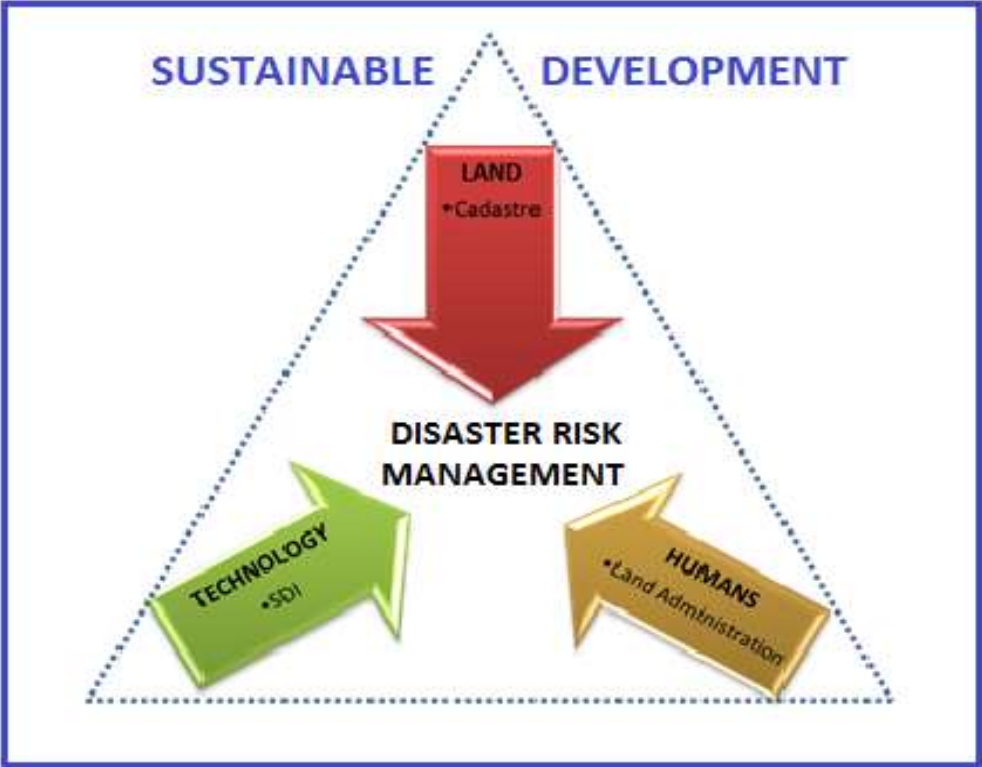 SUSTAINABLE DEVELOPMENT
LAND
•Cadastre
DISASTER RISK
MANAGEMENT
TECHNOLOGY
•SDI
HUMANS
•Land Administration